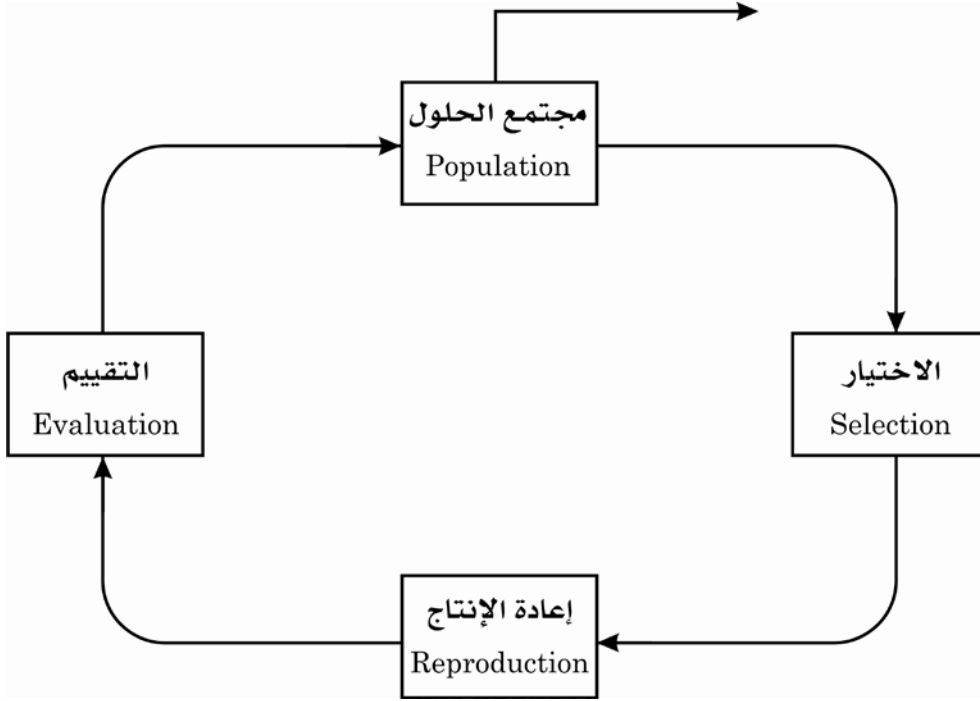 مجتمع الحلول
Population
التقييم
Evaluation
الاختيار
Selection
إعادة الإنتاج
Reproduction